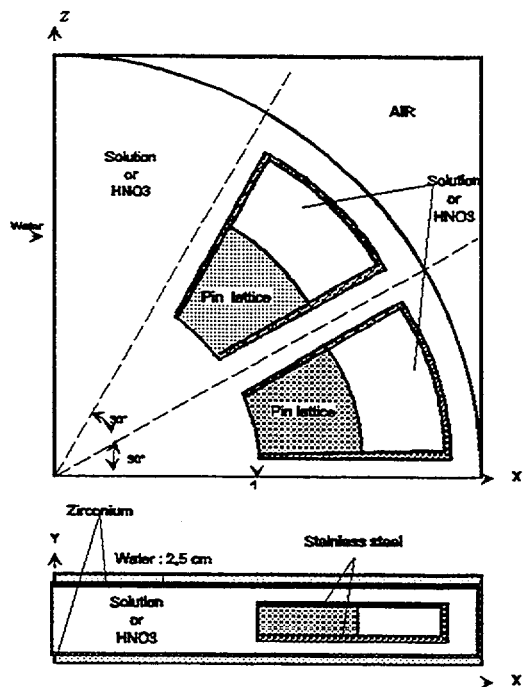 Z
AIR
Solution
or
HNO3
Solution
or
HNO3
Water
Pin lattice
Pin lattice
30°
30°
1
X
Zirconium
Y
Water : 2,5 cm
Stainless steel
Solution
or
HNO3
X